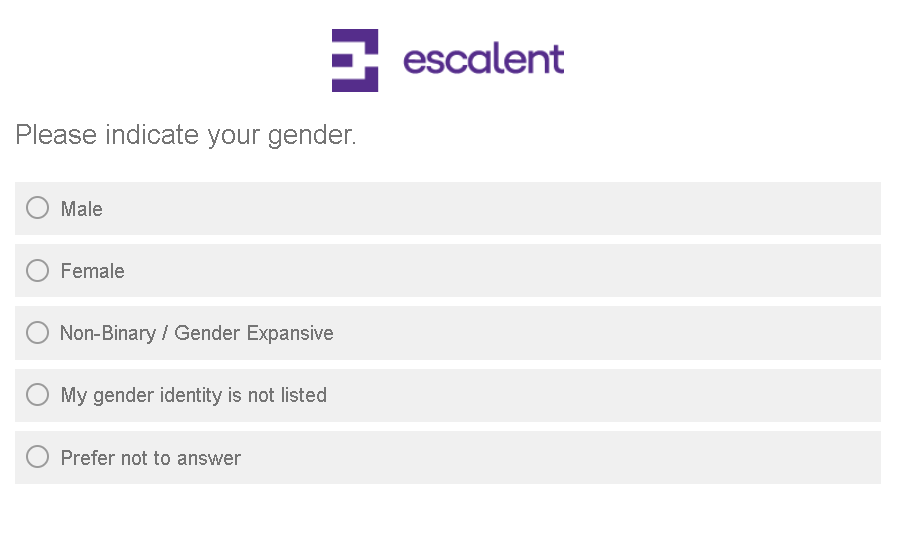 escalent
Please indicate your gender.
Male
Female
Non-Binary / Gender Expansive
My gender identity is not listed
Prefer not to answer